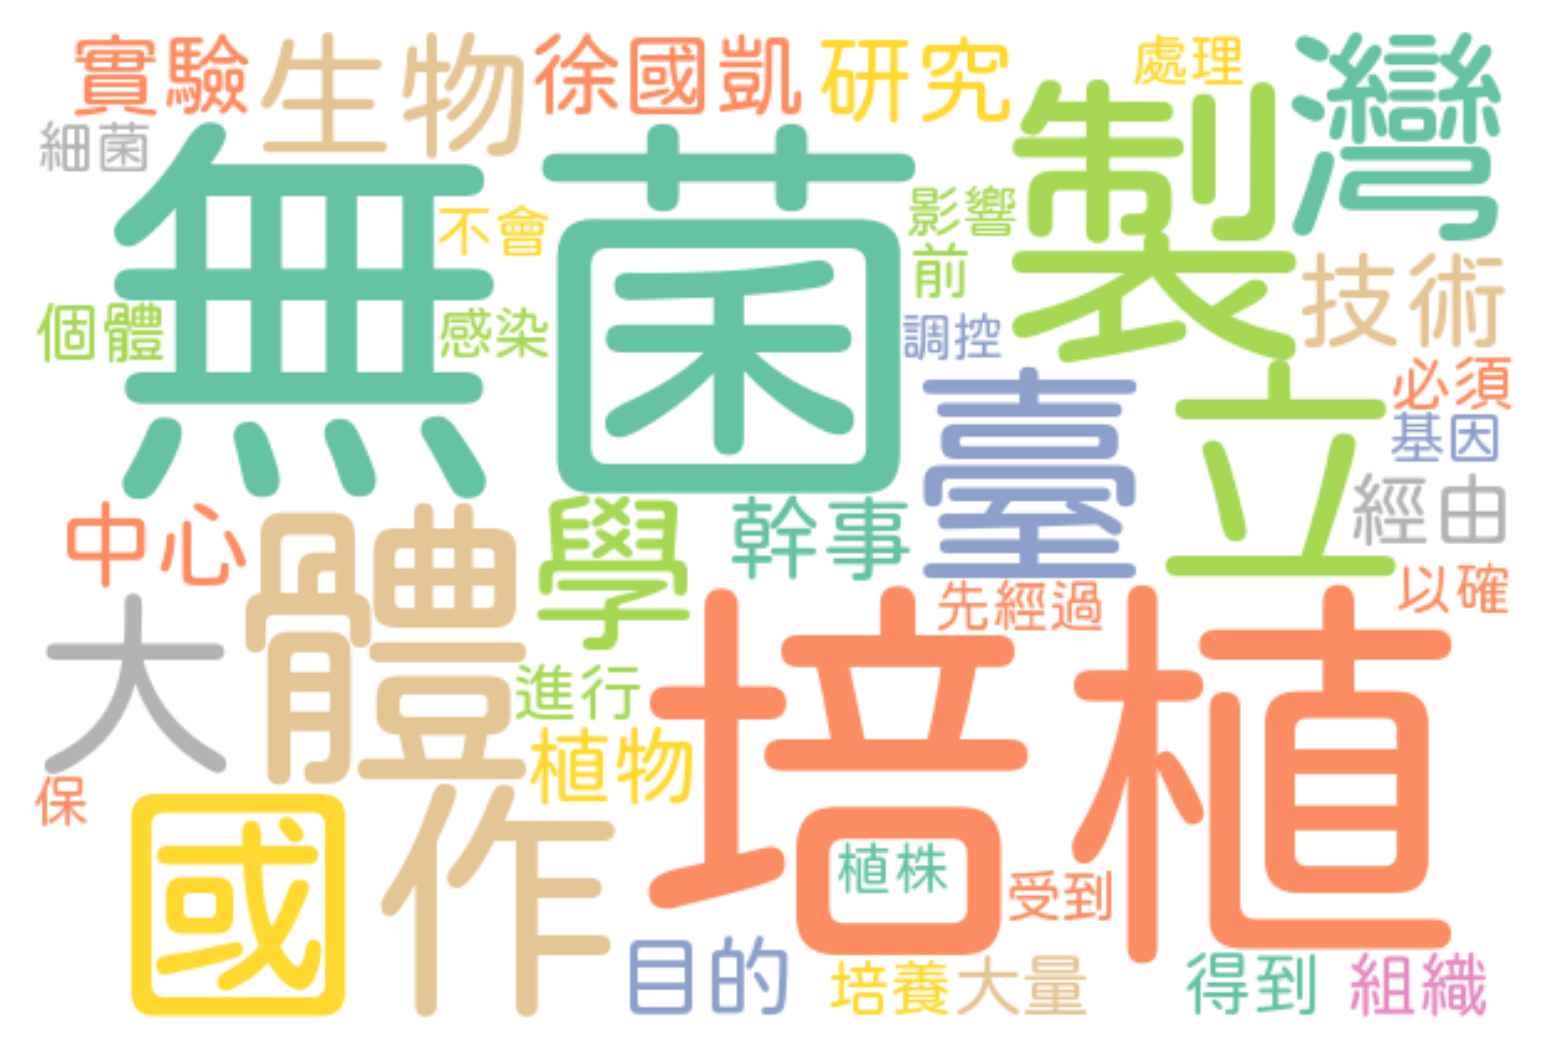 實驗
生物
徐國凱
研究
處理
灣
細菌
無菌
製
不會
影響
前
個體
感染
調控
技術
臺
立
必須
基因
中心
體
學
幹事
經由
大
先經過
以確
培植
進行
植物
保
國
作
植株
受到
目的
培養
大量
得到
組織